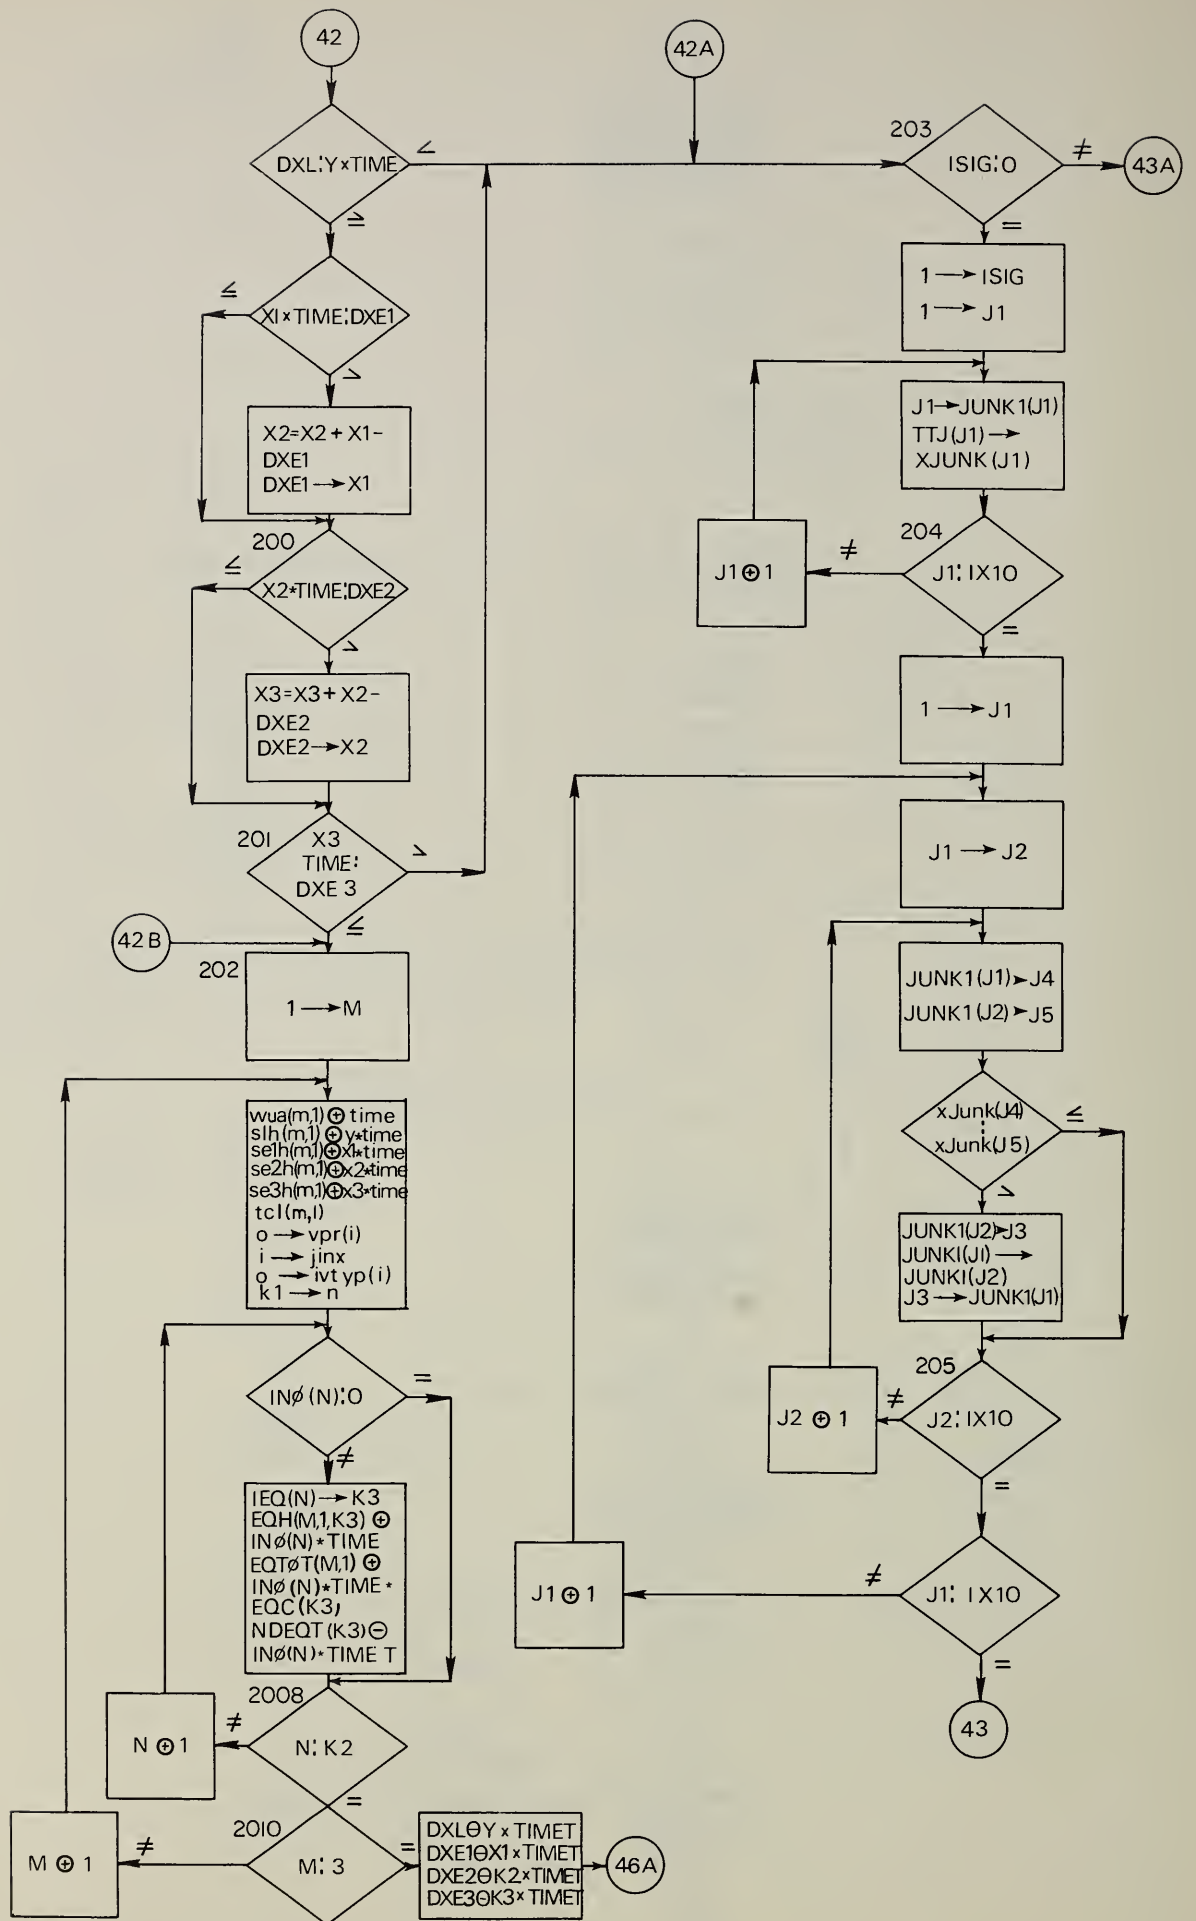 42
DXL:Y×TIME
<
≧
X1×TIME:DXE1
≦
>
X2=X2+X1-
DXE1
DXE1→X1
200
X2*TIME:DXE2
≦
>
X3=X3+X2-
DXE2
DXE2→X2
201
X3
TIME:
DXE 3
>
≦
42B
202
1→M
wua(m,1)⊕time
slh(m,1)⊕y*time
se1h(m,1)⊕x1*time
se2h(m,1)⊕x2*time
se3h(m,1)⊕x3*time
tcl(m,1)
o→vpr(i)
i→jinx
o→ivtyp(i)
k1→n
INØ(N):0
=
≠
IEQ(N)→K3
EQH(M,1,K3)⊕
INØ(N)*TIME
EQTØT(M,1)⊕
INØ(N)*TIME*
EQC(K3,
NDEQT(K3)⊖
INØ(N)*TIME T
2008
N:K2
≠
N⊕1
=
2010
M:3
≠
M⊕1
=
DXL⊖Y×TIMET
DXE1⊖X1×TIMET
DXE2⊖K2×TIMET
DXE3⊖K3×TIMET
46A
42A
203
ISIG:0
≠
43A
=
1→ISIG
1→J1
J1→JUNK1(J1)
TTJ(J1)→
XJUNK(J1)
204
J1:IX10
≠
J1⊕1
=
1→J1
J1→J2
JUNK1(J1)→J4
JUNK1(J2)→J5
xJunk(J4)
:
xJunk(J5)
≦
>
JUNK1(J2)→J3
JUNK1(J1)→
JUNK1(J2)
J3→JUNK1(J1)
205
J2:IX10
≠
J2⊕1
=
J1:IX10
≠
J1⊕1
=
43